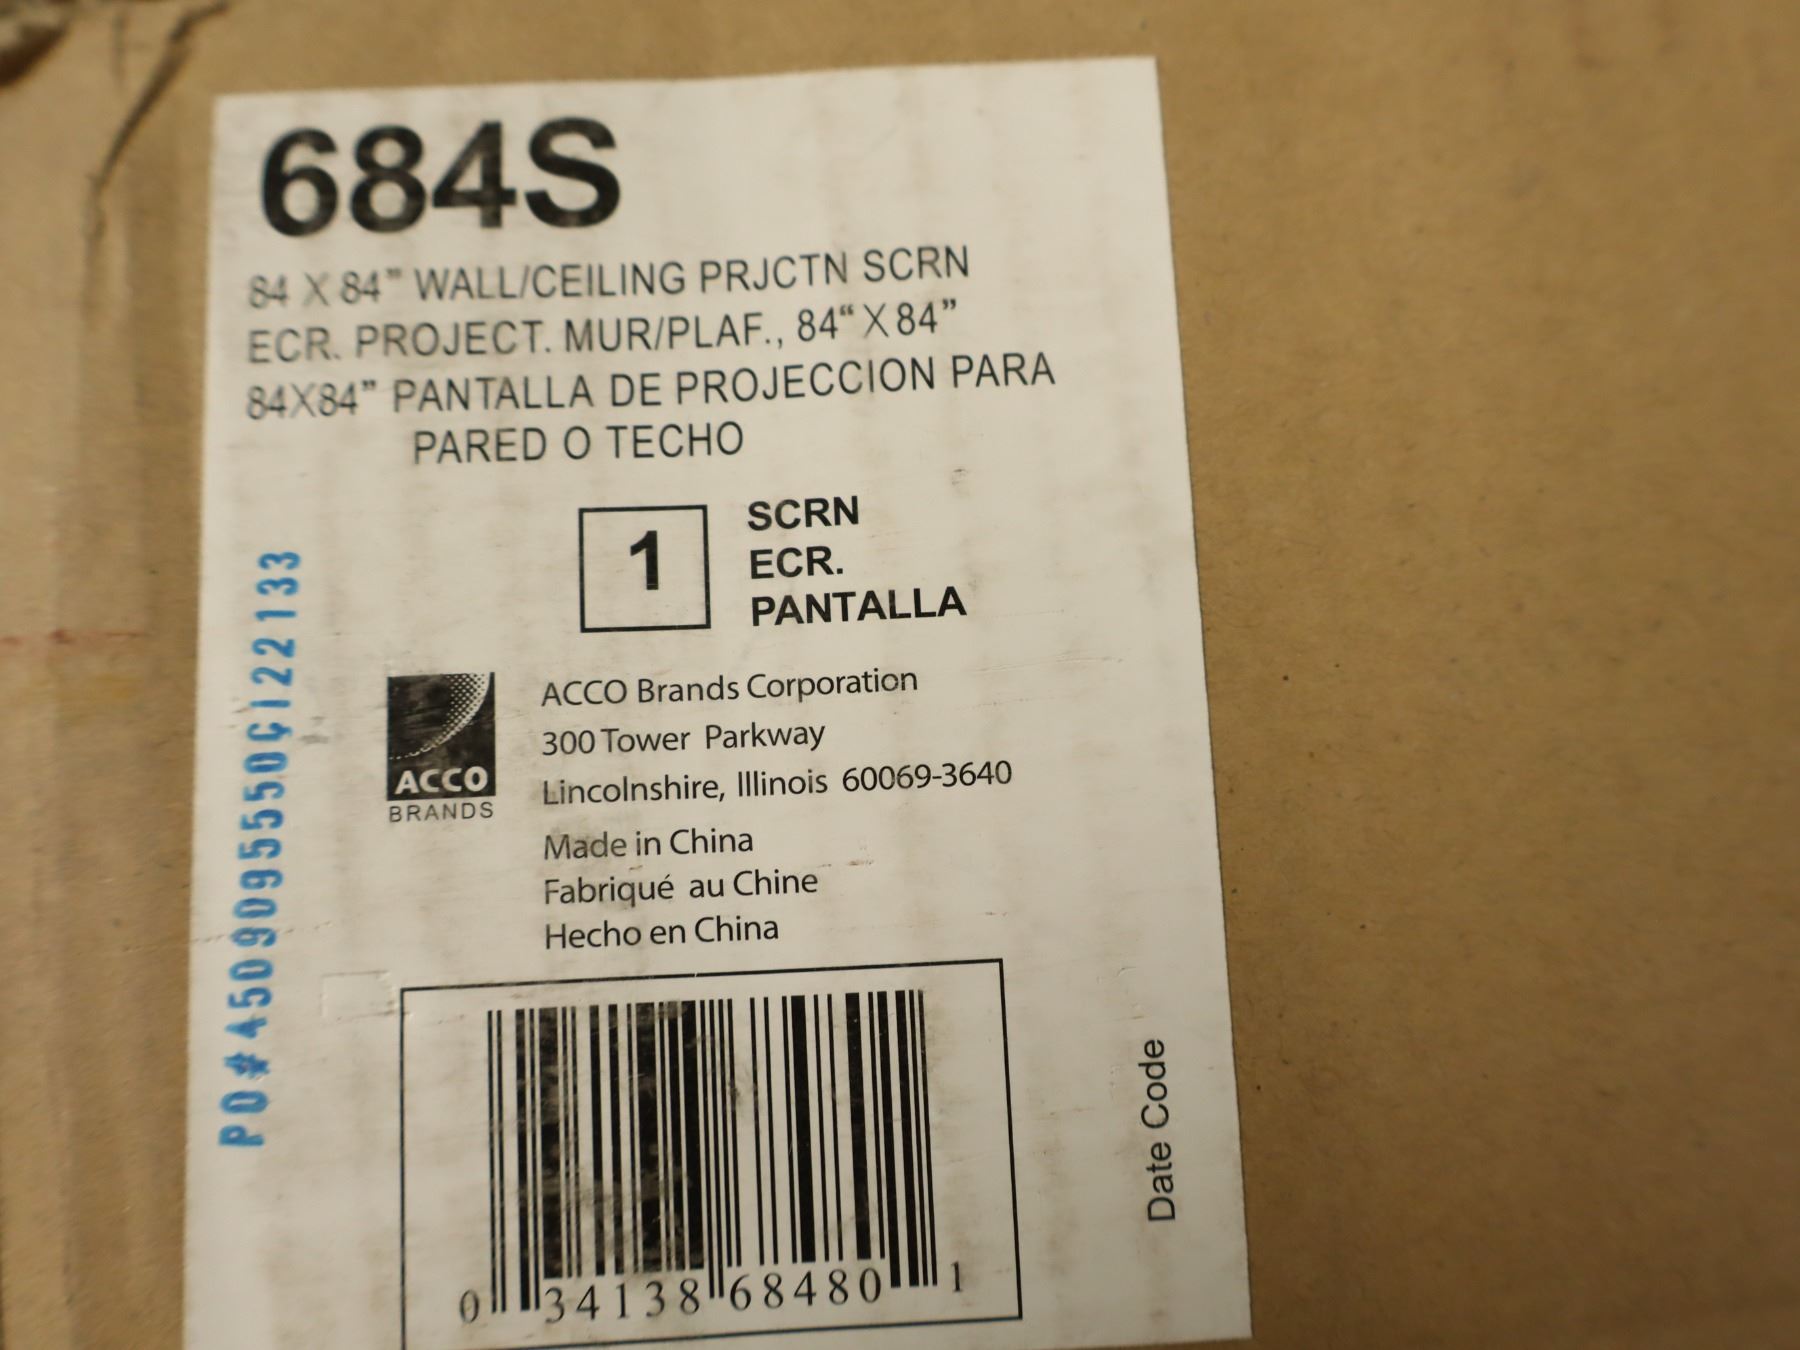 684S
84 X 84” WALL/CEILING PRJCTN SCRN
ECR. PROJECT. MUR/PLAF., 84“ X 84”
84X84” PANTALLA DE PROJECCION PARA
PARED O TECHO
1
SCRN
ECR.
PANTALLA
ACCO
BRANDS
ACCO Brands Corporation
300 Tower Parkway
Lincolnshire, Illinois 60069-3640
Made in China
Fabriqué au Chine
Hecho en China
PO#4509095550CI22133
0 34138 68480 1
Date Code